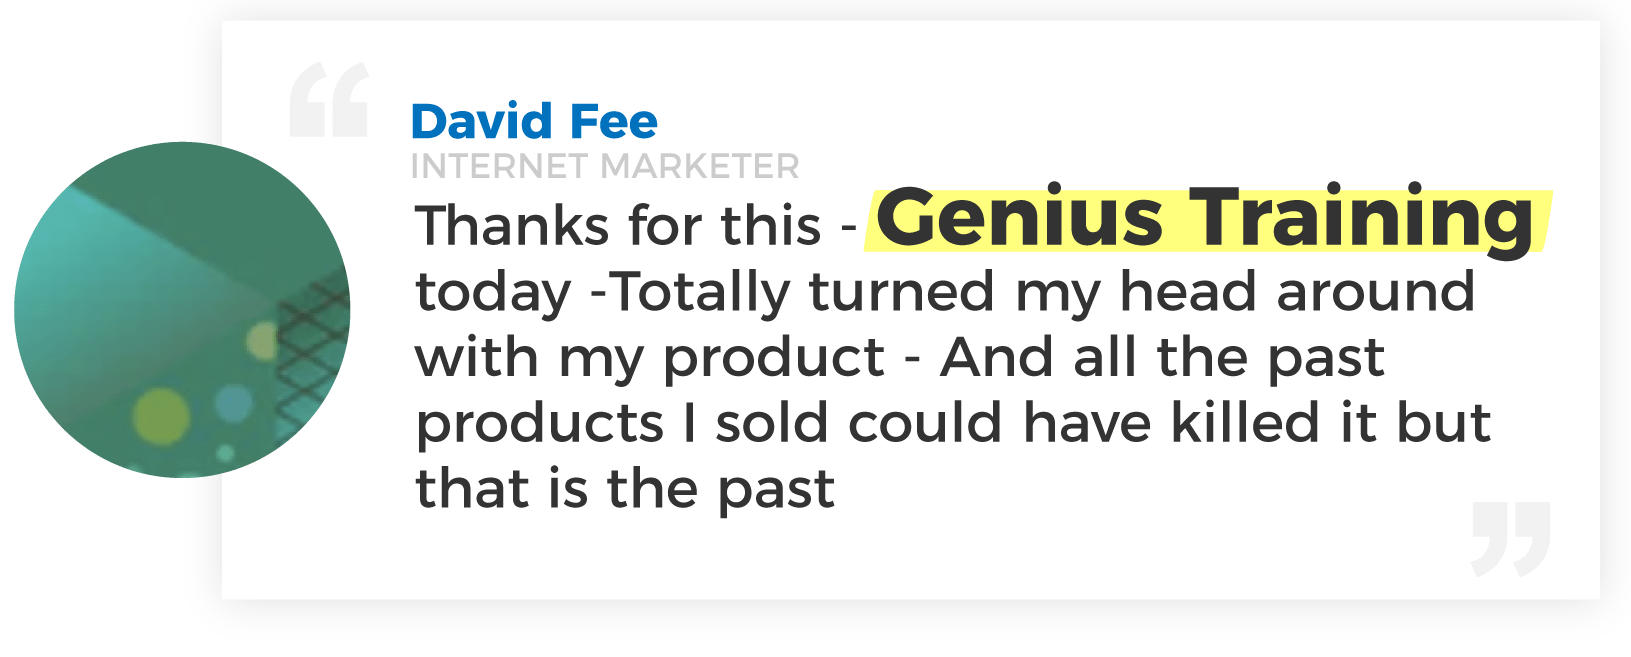 David Fee
INTERNET MARKETER
Thanks for this - Genius Training
today -Totally turned my head around
with my product - And all the past
products I sold could have killed it but
that is the past